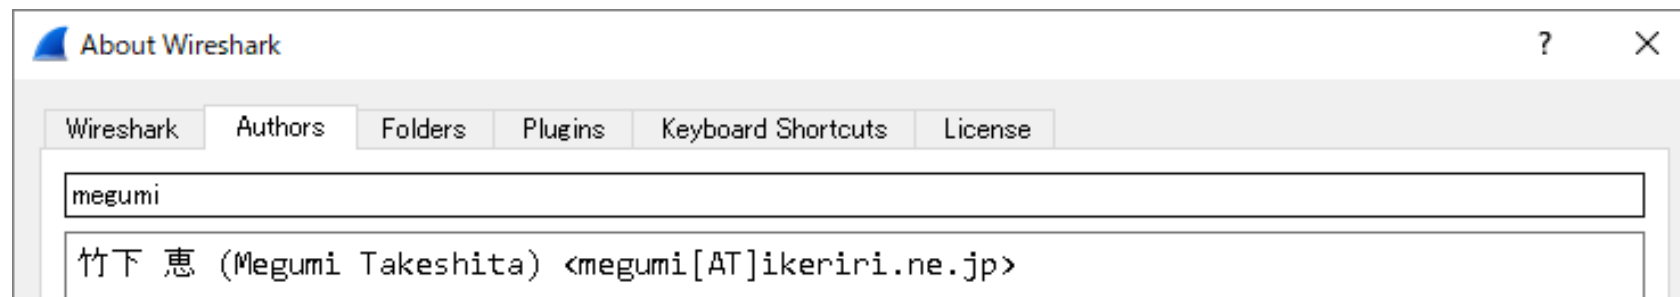 About Wireshark ?
Wireshark Authors Folders Plugins Keyboard Shortcuts License
megumi
竹下 恵 (Megumi Takeshita) <megumi[AT]ikeriri.ne.jp>